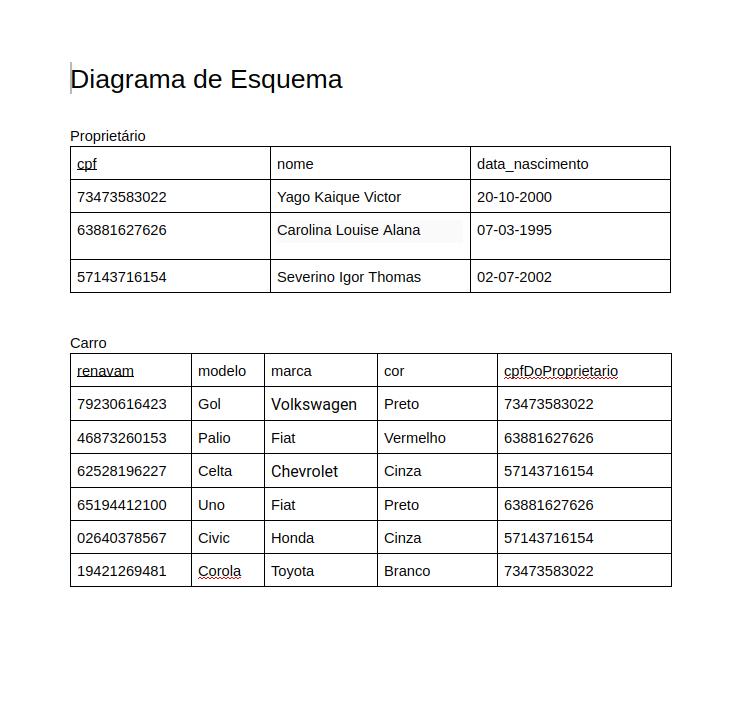 Diagrama de Esquema
Proprietário
cpf nome data_nascimento
73473583022 Yago Kaique Victor 20-10-2000
63881627626 Carolina Louise Alana 07-03-1995
57143716154 Severino Igor Thomas 02-07-2002
Carro
renavam modelo marca cor cpfDoProprietario
79230616423 Gol Volkswagen Preto 73473583022
46873260153 Palio Fiat Vermelho 63881627626
62528196227 Celta Chevrolet Cinza 57143716154
65194412100 Uno Fiat Preto 63881627626
02640378567 Civic Honda Cinza 57143716154
19421269481 Corola Toyota Branco 73473583022